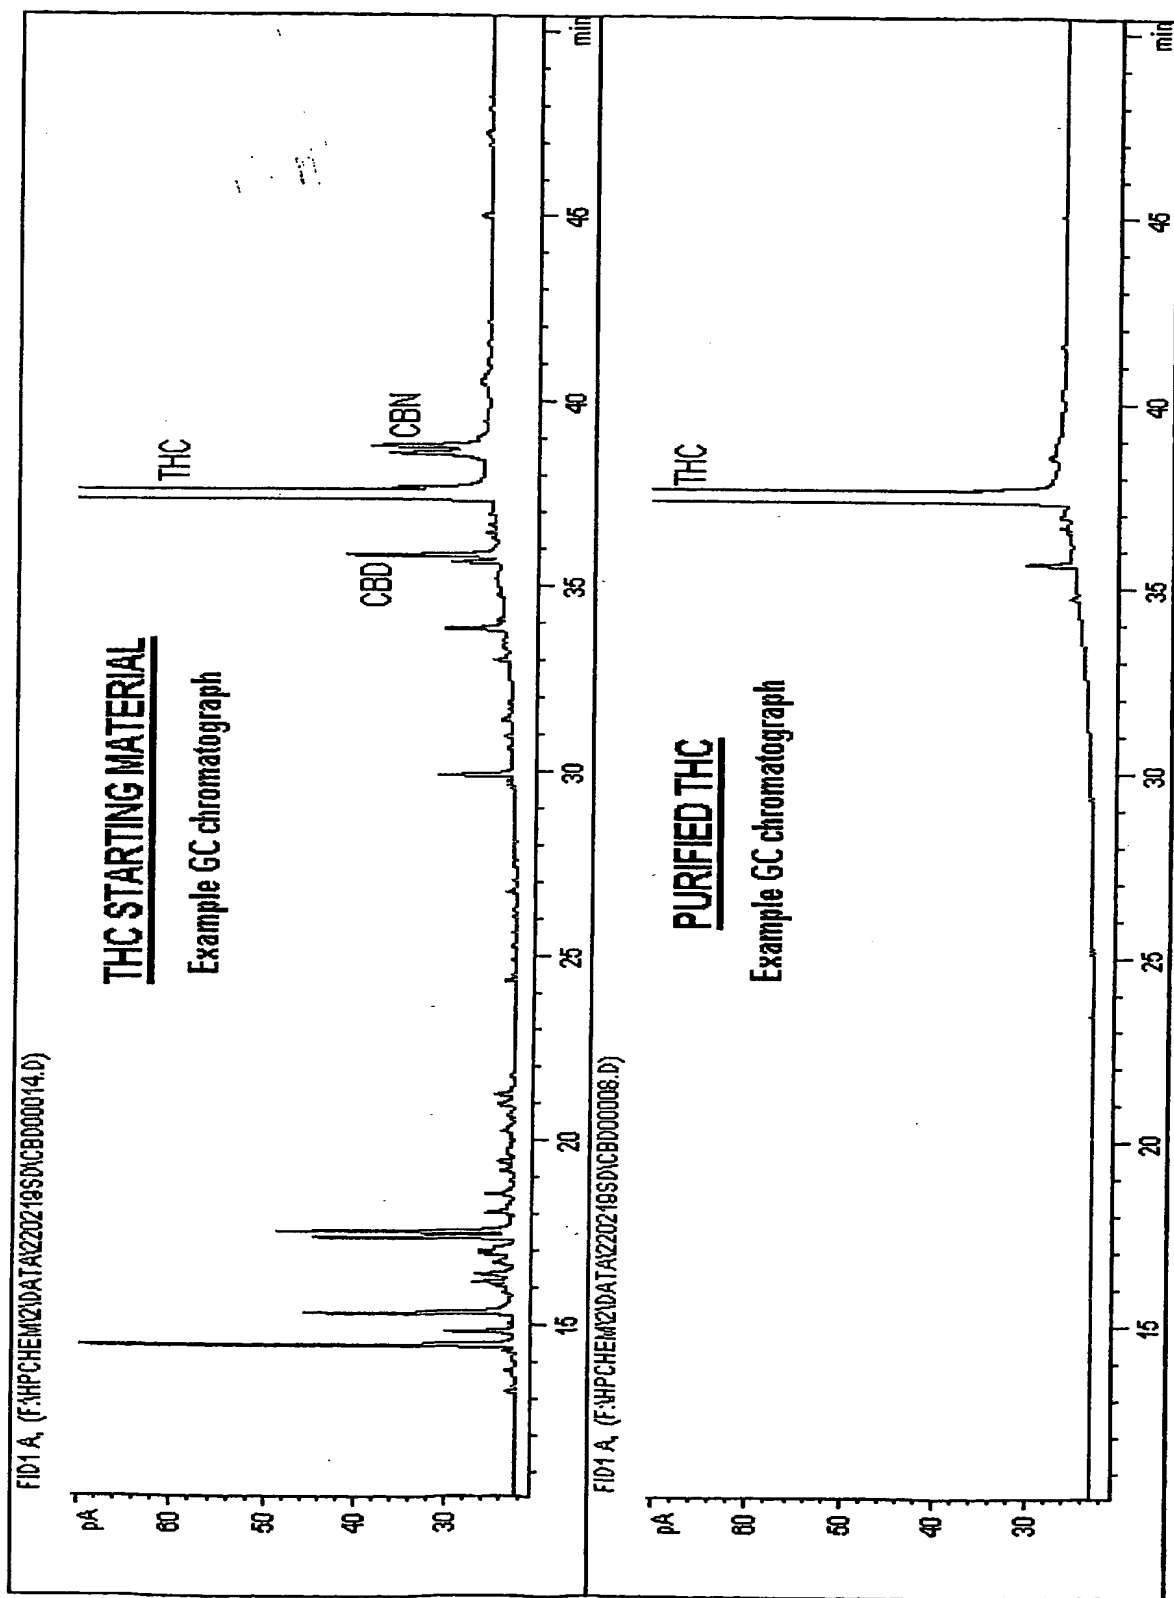 FID1 A, (F:\HPCHEM\2\DATA\220219SD\CBD00014.D)
pA
THC STARTING MATERIAL
Example GC chromatograph
THC
CBD
CBN
60
50
40
30
15
20
25
30
35
40
45
min
FID1 A, (F:\HPCHEM\2\DATA\220219SD\CBD00008.D)
pA
PURIFIED THC
Example GC chromatograph
THC
60
50
40
30
15
20
25
30
35
40
45
min